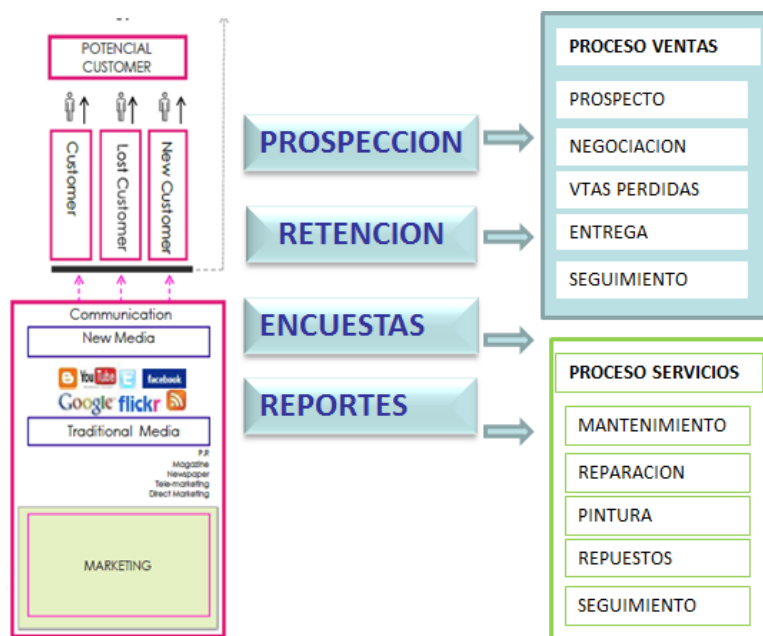 POTENCIAL
CUSTOMER
Customer
Lost Customer
New Customer
Communication
New Media
You Tube
facebook
Google flickr
Traditional Media
P.R
Magazine
Newspaper
Tele-marketing
Direct Marketing
MARKETING
PROSPECCION
RETENCION
ENCUESTAS
REPORTES
PROCESO VENTAS
PROSPECTO
NEGOCIACION
VTAS PERDIDAS
ENTREGA
SEGUIMIENTO
PROCESO SERVICIOS
MANTENIMIENTO
REPARACION
PINTURA
REPUESTOS
SEGUIMIENTO